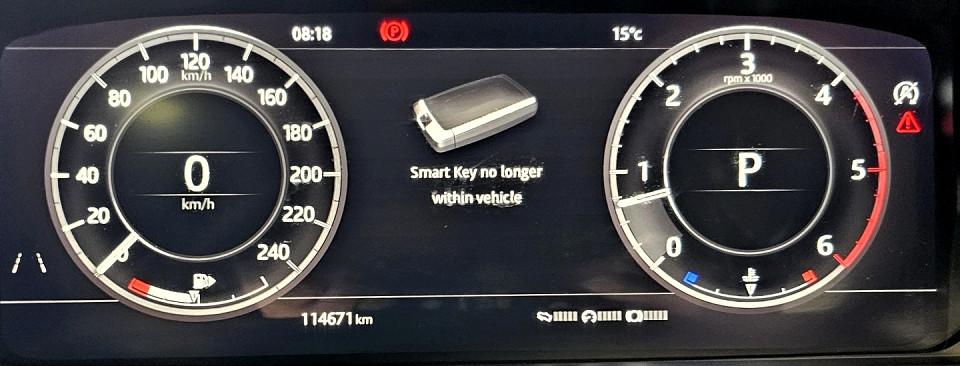 08:18
P
15°C
0
20
40
60
80
100
120
140
160
180
200
220
240
km/h
0
km/h
Smart Key no longer
within vehicle
0
1
2
3
4
5
6
rpm x 1000
P
A
114671 km